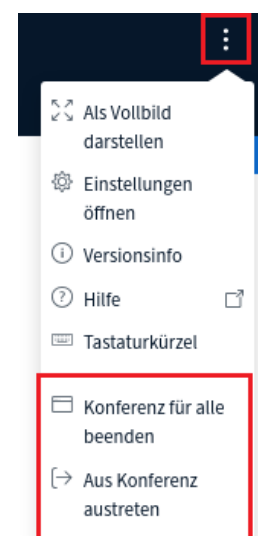 Als Vollbild
darstellen
Einstellungen
öffnen
Versionsinfo
Hilfe
Tastaturkürzel
Konferenz für alle
beenden
Aus Konferenz
austreten